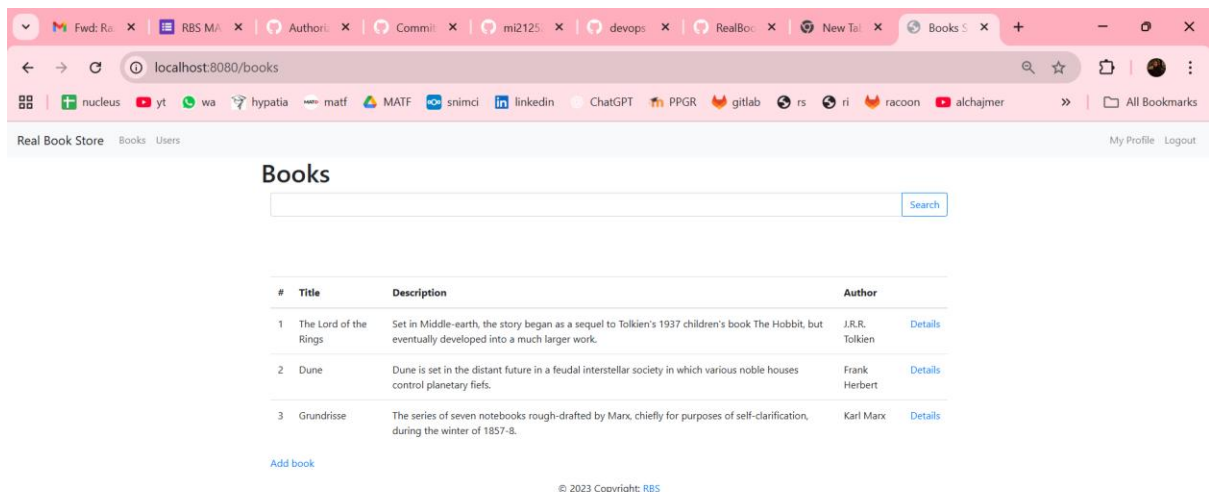 Fwd: Ra RBS MA Authori Commit mi2125 devops RealBoo New Tab Books S
localhost:8080/books
nucleus yt wa hypatia matf MATF snimci linkedin ChatGPT PPGR gitlab rs ri racoon alchajmer » All Bookmarks
Real Book Store Books Users My Profile Logout
Books
Search
# Title Description Author
1 The Lord of the Rings Set in Middle-earth, the story began as a sequel to Tolkien's 1937 children's book The Hobbit, but eventually developed into a much larger work. J.R.R. Tolkien Details
2 Dune Dune is set in the distant future in a feudal interstellar society in which various noble houses control planetary fiefs. Frank Herbert Details
3 Grundrisse The series of seven notebooks rough-drafted by Marx, chiefly for purposes of self-clarification, during the winter of 1857-8. Karl Marx Details
Add book
© 2023 Copyright: RBS